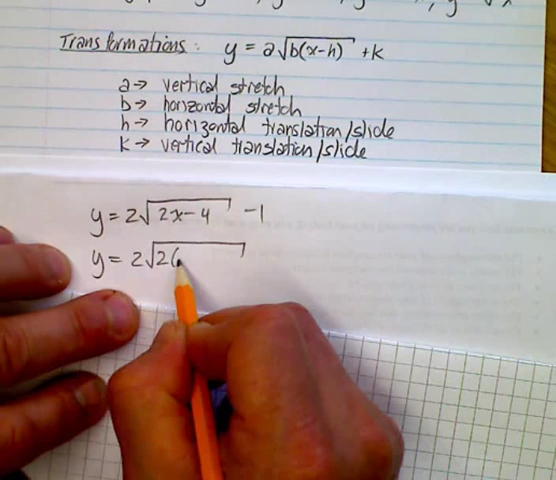 Transformations: y = a√b(x-h) + k
a → vertical stretch
b → horizontal stretch
h → horizontal translation/slide
k → vertical translation/slide
y = 2√2x-4 -1
y = 2√2(